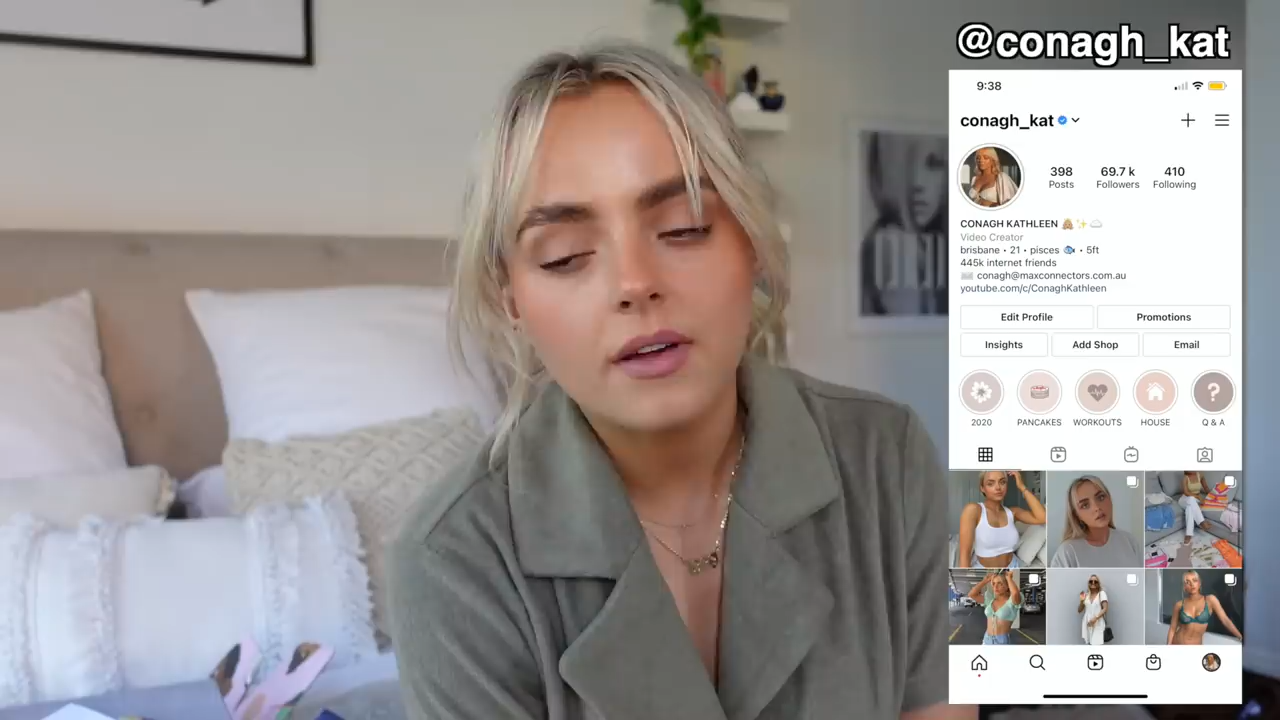 @conagh_kat
9:38
conagh_kat
398 69.7 k 410
Posts Followers Following
CONAGH KATHLEEN
Video Creator
brisbane • 21 • pisces • 5ft
445k internet friends
conagh@maxconnectors.com.au
youtube.com/c/ConaghKathleen
Edit Profile Promotions
Insights Add Shop Email
?
2020 PANCAKES WORKOUTS HOUSE Q & A